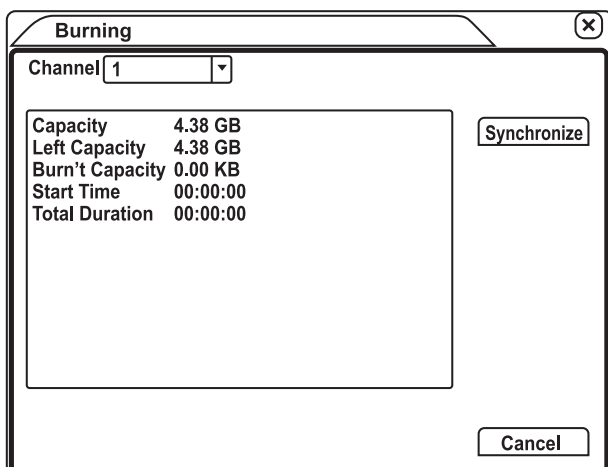 Burning
Channel 1
Capacity 4.38 GB
Left Capacity 4.38 GB
Burn't Capacity 0.00 KB
Start Time 00:00:00
Total Duration 00:00:00
Synchronize
Cancel